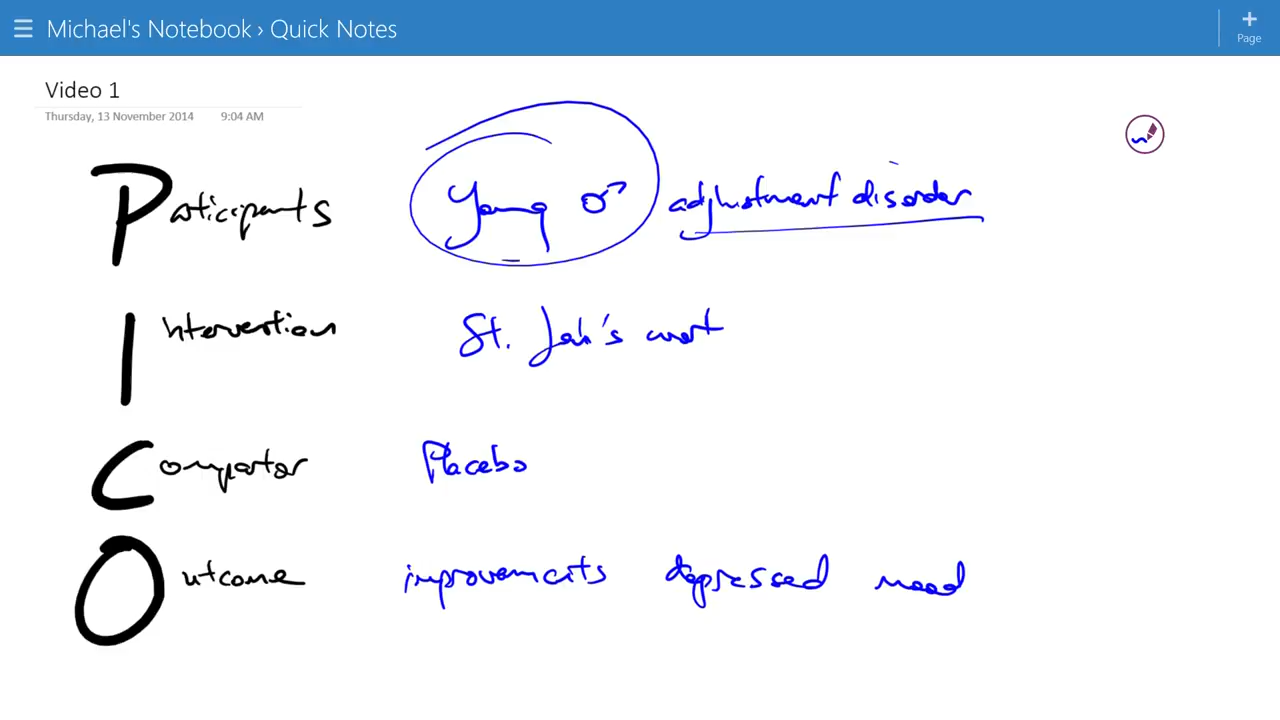 Michael's Notebook › Quick Notes
Page
Video 1
Thursday, 13 November 2014 9:04 AM
Participants Young ♂ adjustment disorder
Intervention St. John's wort
Comparator Placebo
Outcome improvements depressed mood